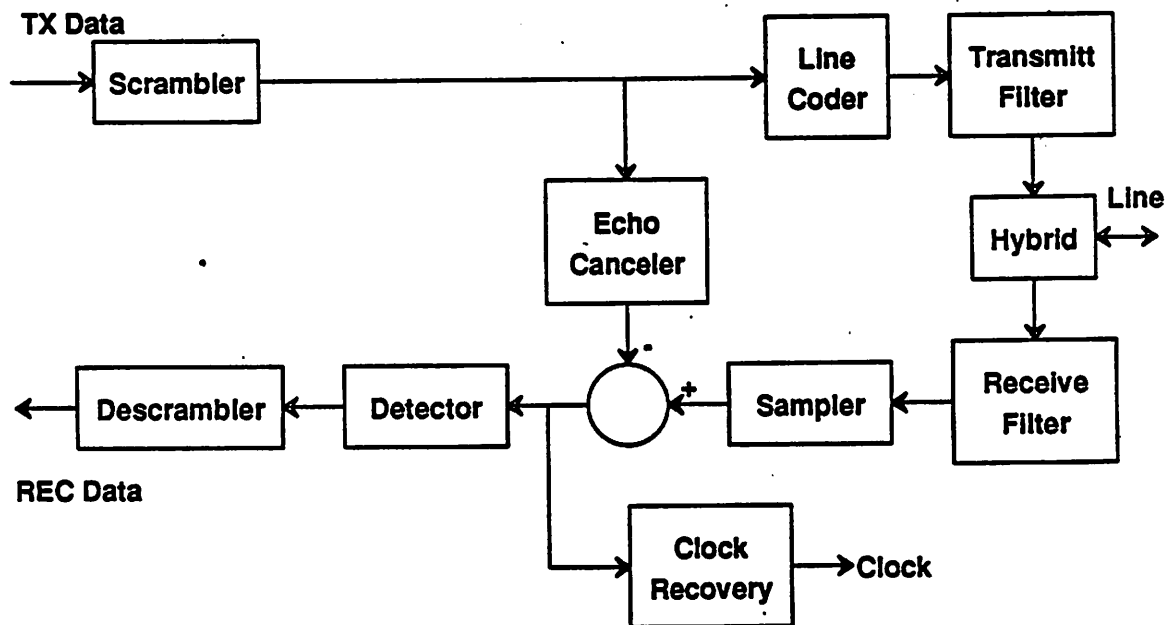 TX Data
Scrambler
Line
Coder
Transmitt
Filter
Echo
Canceler
Hybrid
Line
-
+
Descrambler
Detector
Sampler
Receive
Filter
REC Data
Clock
Recovery
Clock